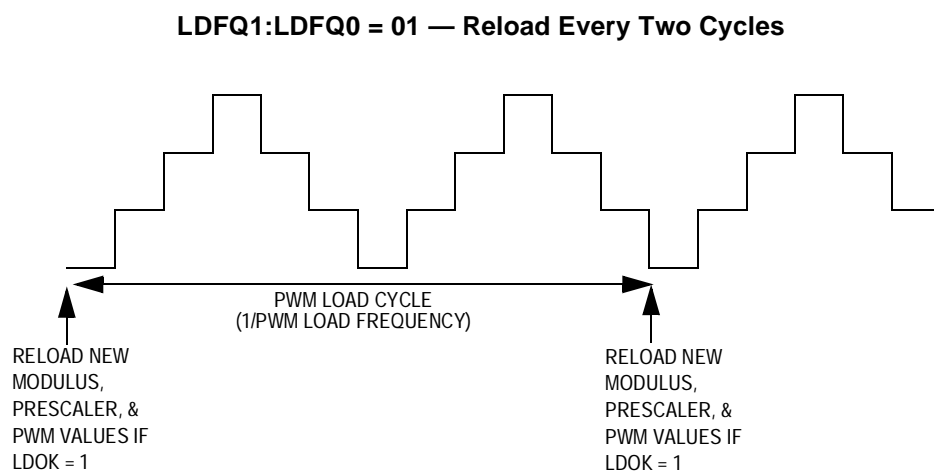 LDFQ1:LDFQ0 = 01 — Reload Every Two Cycles
PWM LOAD CYCLE
(1/PWM LOAD FREQUENCY)
RELOAD NEW
MODULUS,
PRESCALER, &
PWM VALUES IF
LDOK = 1
RELOAD NEW
MODULUS,
PRESCALER, &
PWM VALUES IF
LDOK = 1